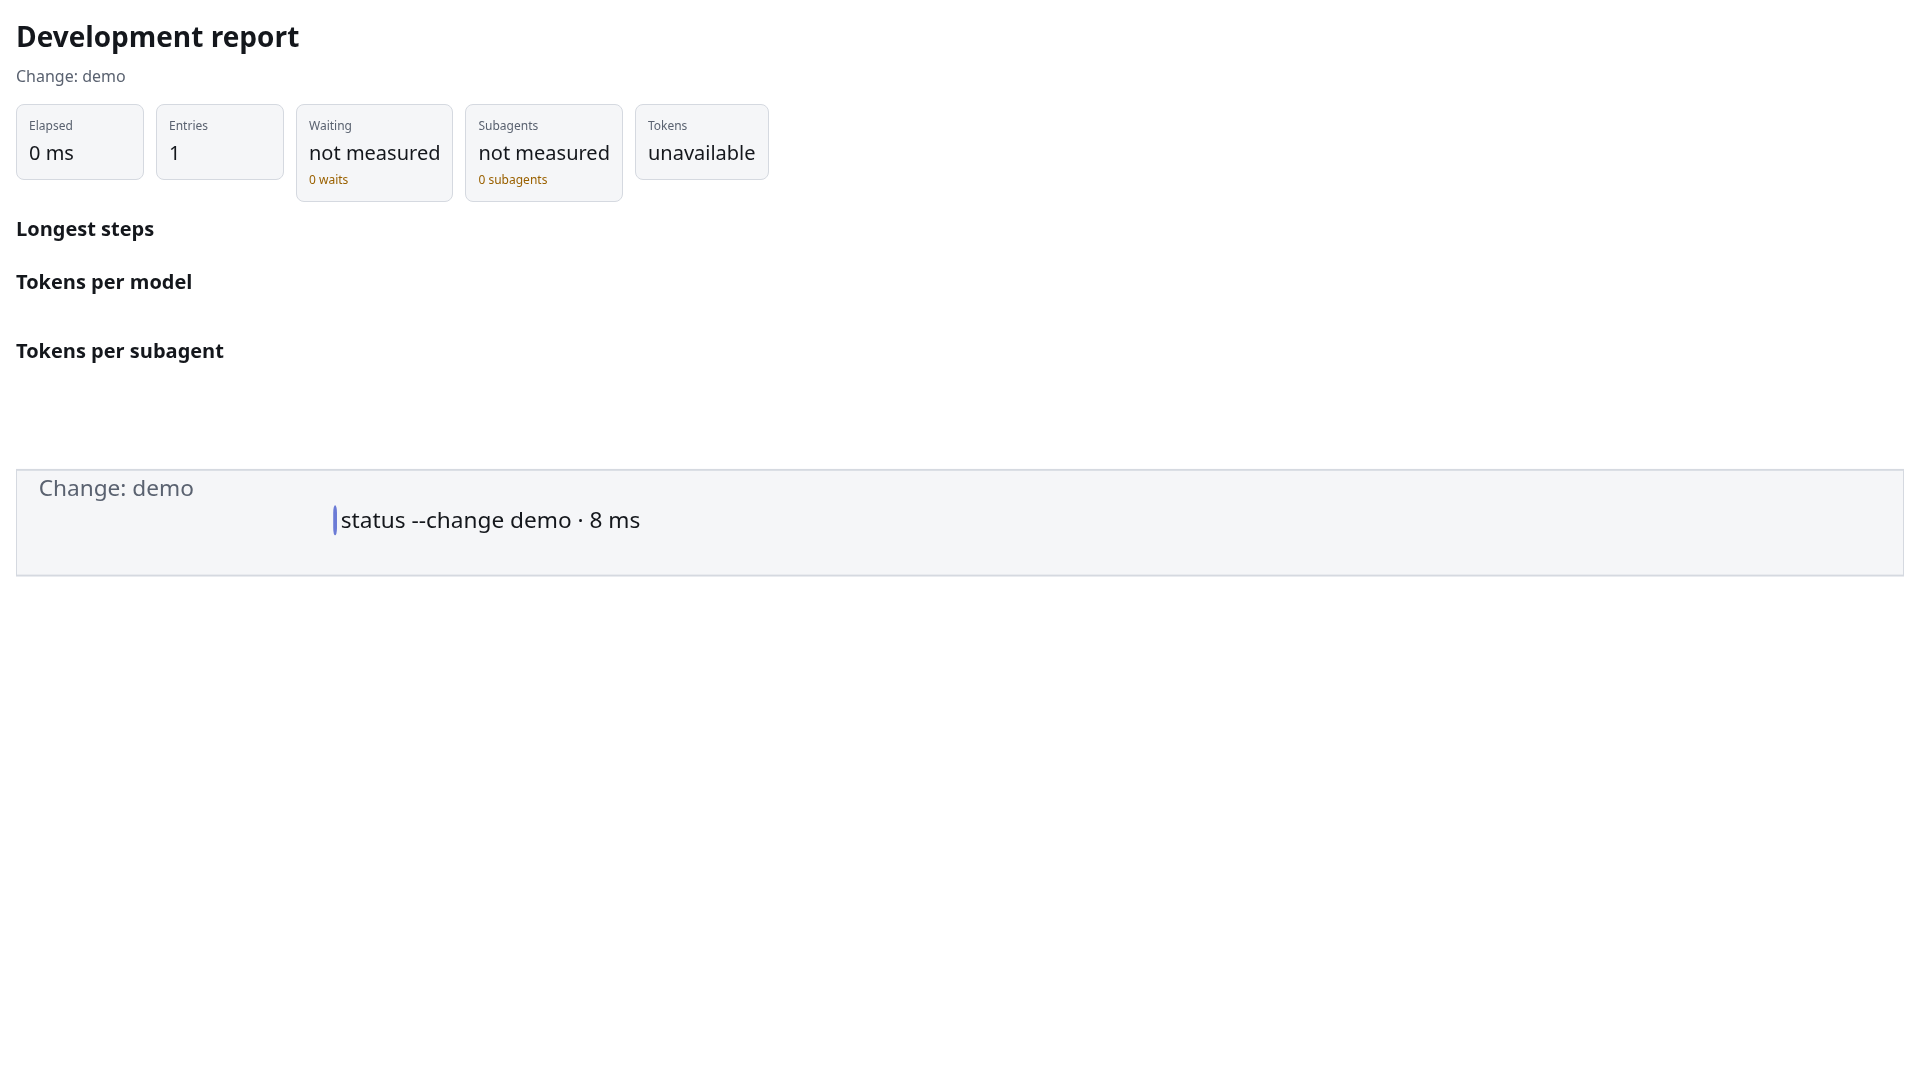 Development report
Change: demo
Elapsed
0 ms
Entries
1
Waiting
not measured
0 waits
Subagents
not measured
0 subagents
Tokens
unavailable
Longest steps
Tokens per model
Tokens per subagent
Change: demo
status --change demo · 8 ms